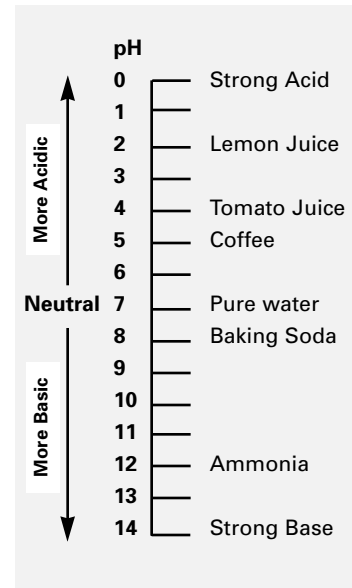 pH
0 Strong Acid
1
2 Lemon Juice
3
4 Tomato Juice
5 Coffee
6
Neutral 7 Pure water
8 Baking Soda
9
10
11
12 Ammonia
13
14 Strong Base
More Acidic
More Basic